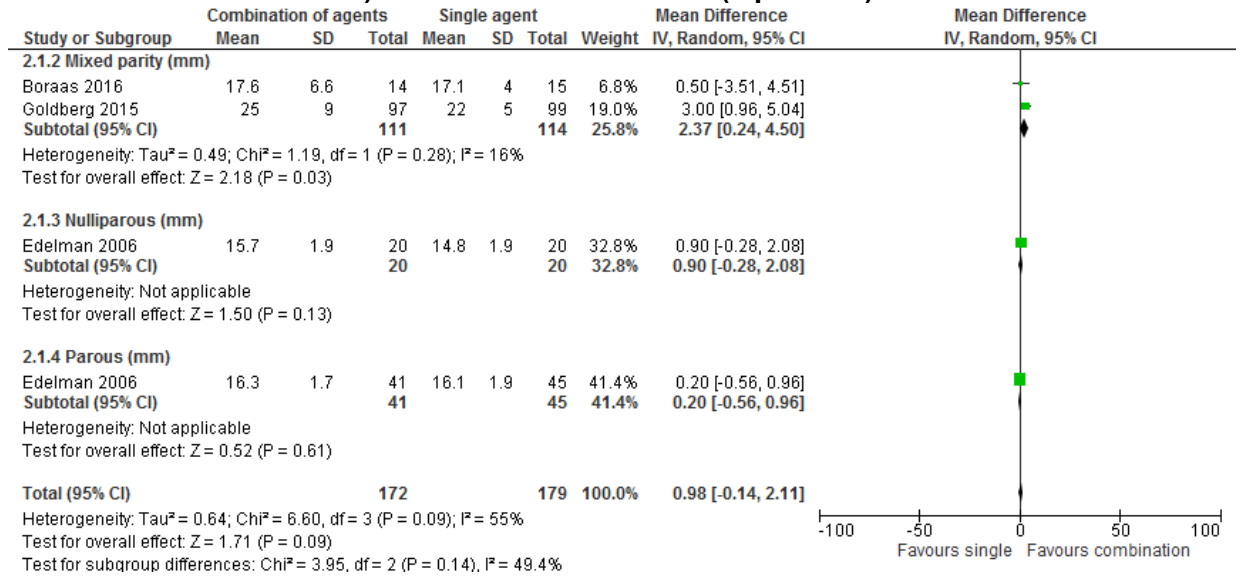 Combination of agents Single agent Mean Difference Mean Difference
Study or Subgroup Mean SD Total Mean SD Total Weight IV, Random, 95% CI IV, Random, 95% CI
2.1.2 Mixed parity (mm)
Boraas 2016 17.6 6.6 14 17.1 4 15 6.8% 0.50 [-3.51, 4.51]
Goldberg 2015 25 9 97 22 5 99 19.0% 3.00 [0.96, 5.04]
Subtotal (95% CI) 111 114 25.8% 2.37 [0.24, 4.50]
Heterogeneity: Tau² = 0.49; Chi² = 1.19, df = 1 (P = 0.28); I² = 16%
Test for overall effect: Z = 2.18 (P = 0.03)
2.1.3 Nulliparous (mm)
Edelman 2006 15.7 1.9 20 14.8 1.9 20 32.8% 0.90 [-0.28, 2.08]
Subtotal (95% CI) 20 20 32.8% 0.90 [-0.28, 2.08]
Heterogeneity: Not applicable
Test for overall effect: Z = 1.50 (P = 0.13)
2.1.4 Parous (mm)
Edelman 2006 16.3 1.7 41 16.1 1.9 45 41.4% 0.20 [-0.56, 0.96]
Subtotal (95% CI) 41 45 41.4% 0.20 [-0.56, 0.96]
Heterogeneity: Not applicable
Test for overall effect: Z = 0.52 (P = 0.61)
Total (95% CI) 172 179 100.0% 0.98 [-0.14, 2.11]
Heterogeneity: Tau² = 0.64; Chi² = 6.60, df = 3 (P = 0.09); I² = 55%
Test for overall effect: Z = 1.71 (P = 0.09)
Test for subgroup differences: Chi² = 3.95, df = 2 (P = 0.14), I² = 49.4%
-100 -50 0 50 100
Favours single Favours combination